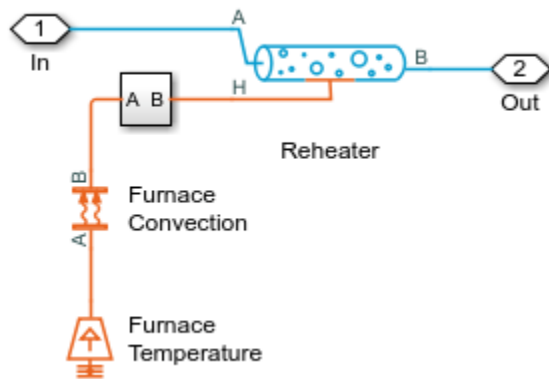 1
In
A
B
2
Out
A B
H
Reheater
B
Furnace
Convection
A
Furnace
Temperature